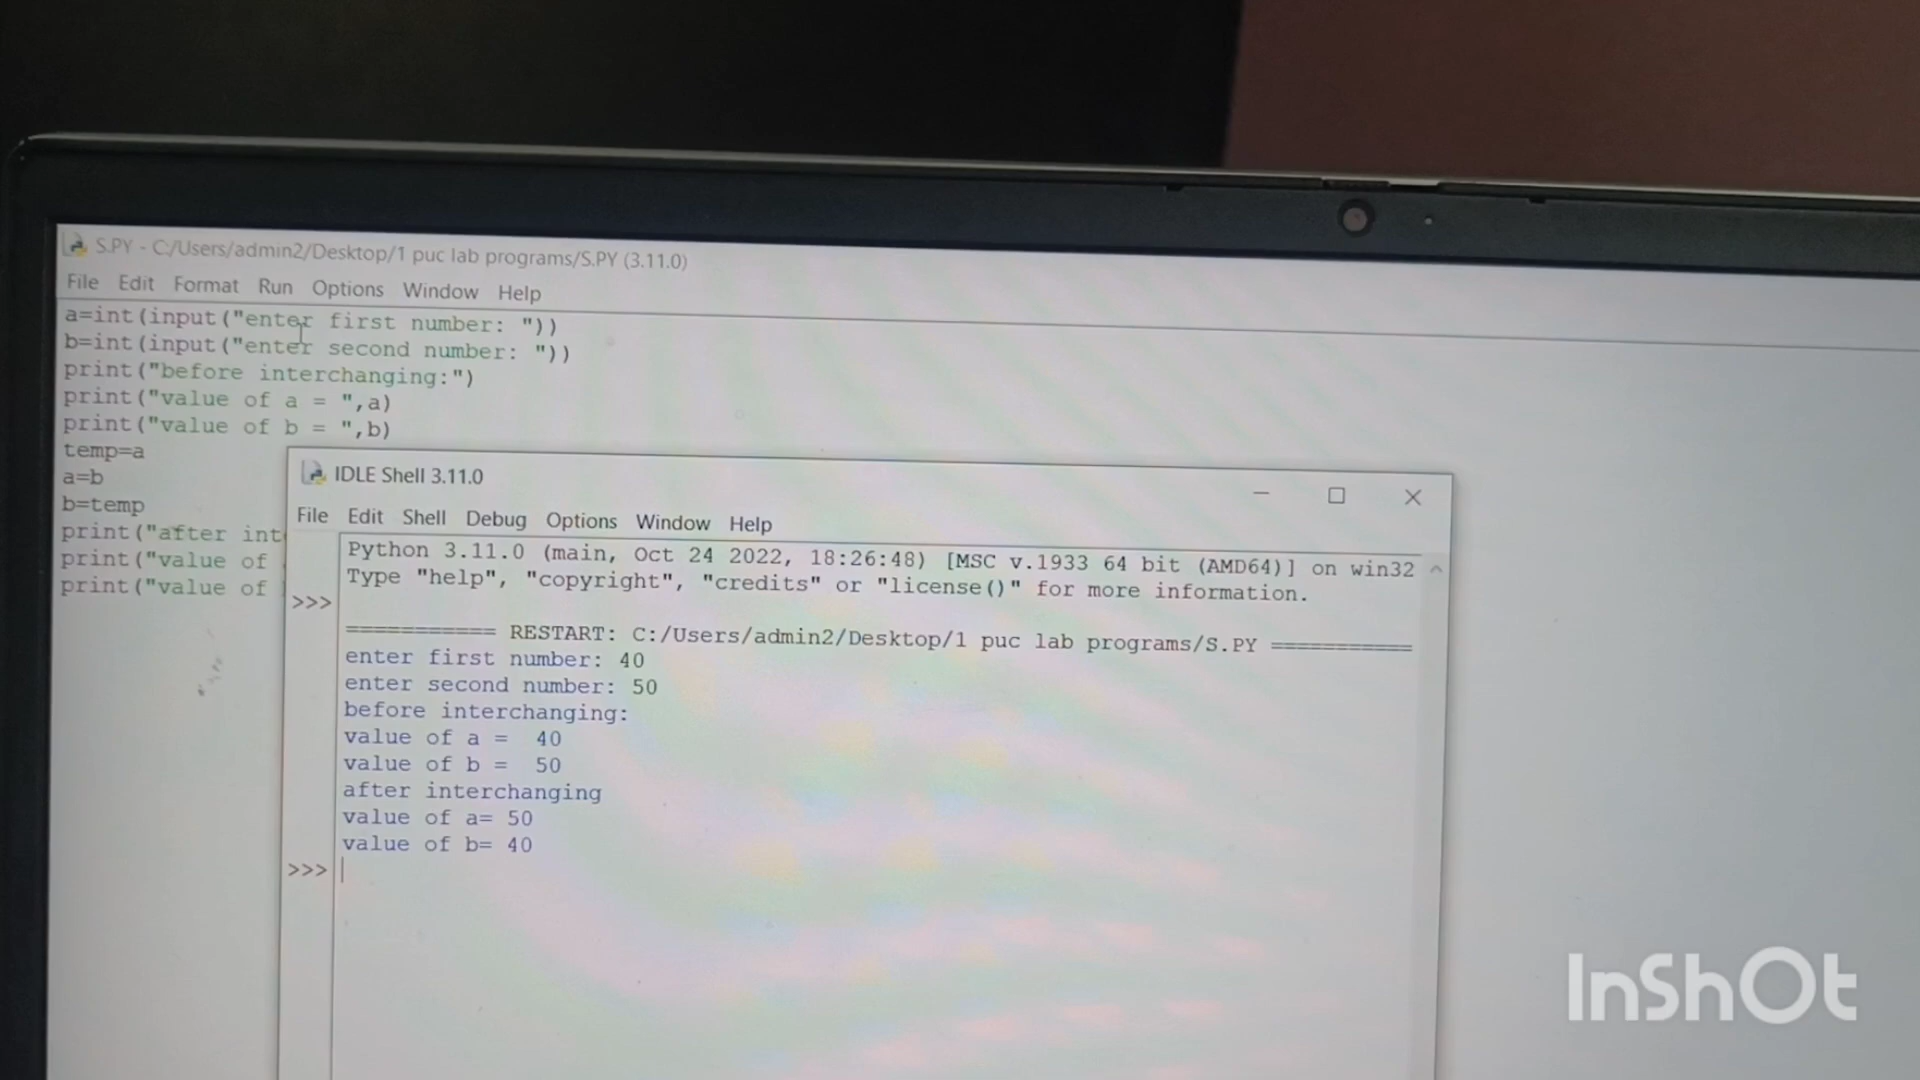 S.PY - C:/Users/admin2/Desktop/1 puc lab programs/S.PY (3.11.0)
File Edit Format Run Options Window Help
a=int(input("enter first number: "))
b=int(input("enter second number: "))
print("before interchanging:")
print("value of a = ",a)
print("value of b = ",b)
temp=a
a=b
b=temp
print("after int
print("value of
print("value of
IDLE Shell 3.11.0
File Edit Shell Debug Options Window Help
Python 3.11.0 (main, Oct 24 2022, 18:26:48) [MSC v.1933 64 bit (AMD64)] on win32
Type "help", "copyright", "credits" or "license()" for more information.
>>>
=========== RESTART: C:/Users/admin2/Desktop/1 puc lab programs/S.PY ===========
enter first number: 40
enter second number: 50
before interchanging:
value of a =  40
value of b =  50
after interchanging
value of a= 50
value of b= 40
>>>
InShOt